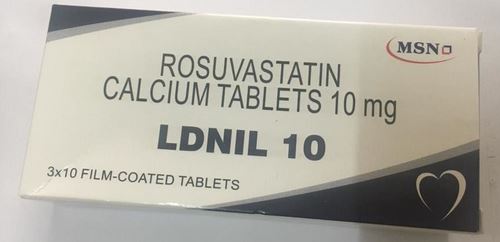 MSN
ROSUVASTATIN
CALCIUM TABLETS 10 mg
LDNIL 10
3x10 FILM-COATED TABLETS